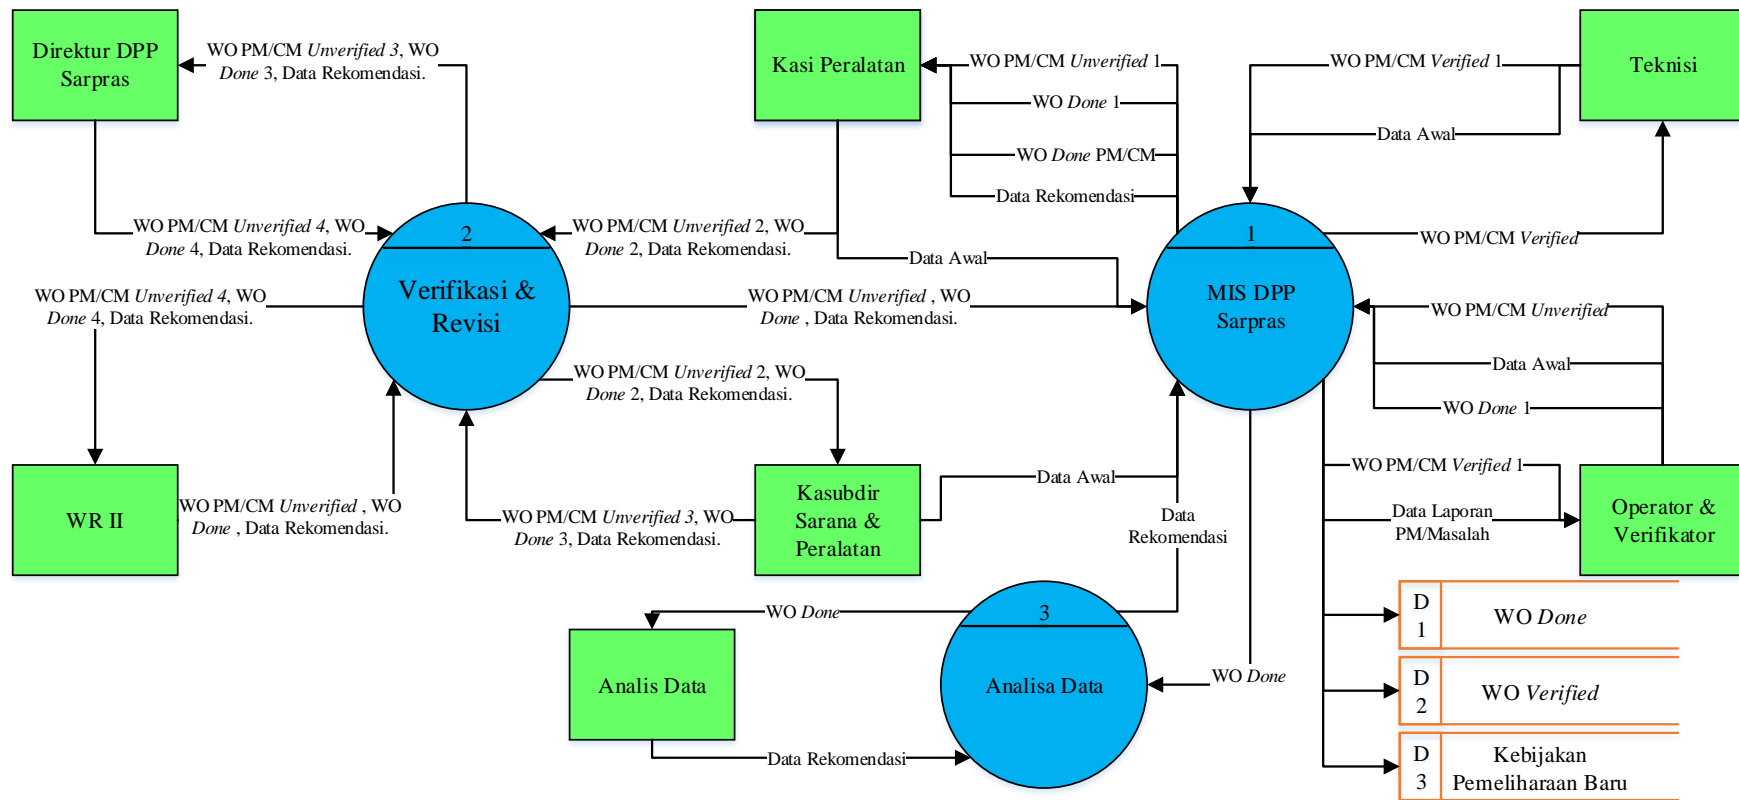 Direktur DPP
Sarpras
WO PM/CM Unverified 3, WO
Done 3, Data Rekomendasi.
Kasi Peralatan
WO PM/CM Unverified 1
WO Done 1
WO Done PM/CM
Data Rekomendasi
WO PM/CM Verified 1
Data Awal
Teknisi
WO PM/CM Unverified 4, WO
Done 4, Data Rekomendasi.
2
Verifikasi &
Revisi
WO PM/CM Unverified 2, WO
Done 2, Data Rekomendasi.
Data Awal
1
MIS DPP
Sarpras
WO PM/CM Verified
WO PM/CM Unverified 4, WO
Done 4, Data Rekomendasi.
WO PM/CM Unverified , WO
Done , Data Rekomendasi.
WO PM/CM Unverified
Data Awal
WO Done 1
WO PM/CM Unverified 2, WO
Done 2, Data Rekomendasi.
WR II
WO PM/CM Unverified , WO
Done , Data Rekomendasi.
WO PM/CM Unverified 3, WO
Done 3, Data Rekomendasi.
Kasubdir
Sarana &
Peralatan
Data Awal
Data
Rekomendasi
WO PM/CM Verified 1
Data Laporan
PM/Masalah
Operator &
Verifikator
WO Done
3
Analisa Data
Analis Data
WO Done
Data Rekomendasi
D
1
WO Done
D
2
WO Verified
D
3
Kebijakan
Pemeliharaan Baru